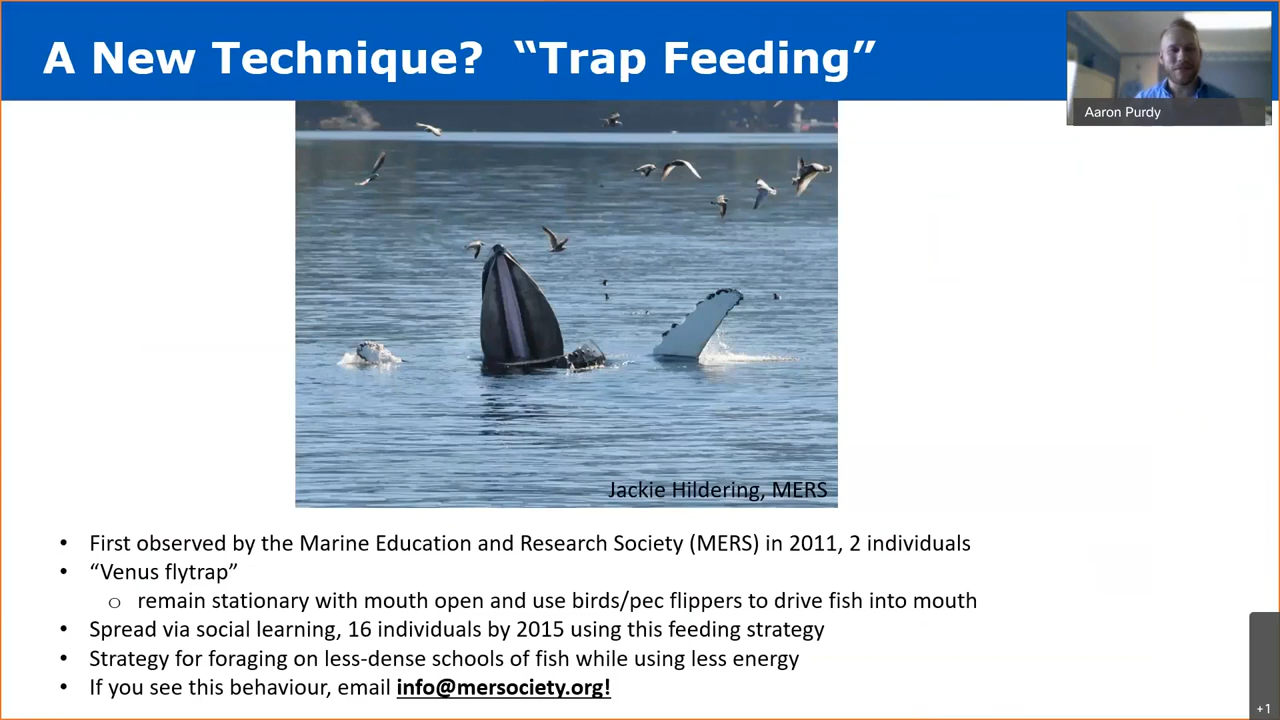 A New Technique?  “Trap Feeding”
Aaron Purdy
Jackie Hildering, MERS
• First observed by the Marine Education and Research Society (MERS) in 2011, 2 individuals
• “Venus flytrap”
o remain stationary with mouth open and use birds/pec flippers to drive fish into mouth
• Spread via social learning, 16 individuals by 2015 using this feeding strategy
• Strategy for foraging on less-dense schools of fish while using less energy
• If you see this behaviour, email info@mersociety.org!
+1